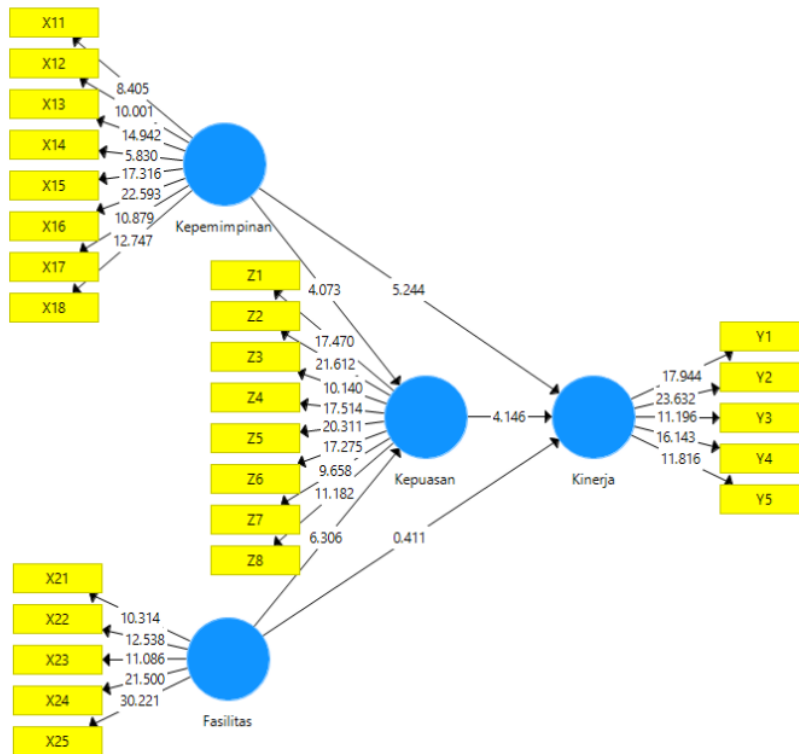 X11
X12
X13
X14
X15
X16
X17
X18
8.405
10.001
14.942
5.830
17.316
22.593
10.879
12.747
Kepemimpinan
4.073
5.244
Z1
Z2
Z3
Z4
Z5
Z6
Z7
Z8
17.470
21.612
10.140
17.514
20.311
17.275
9.658
11.182
Kepuasan
4.146
Kinerja
17.944
23.632
11.196
16.143
11.816
Y1
Y2
Y3
Y4
Y5
6.306
0.411
X21
X22
X23
X24
X25
10.314
12.538
11.086
21.500
30.221
Fasilitas